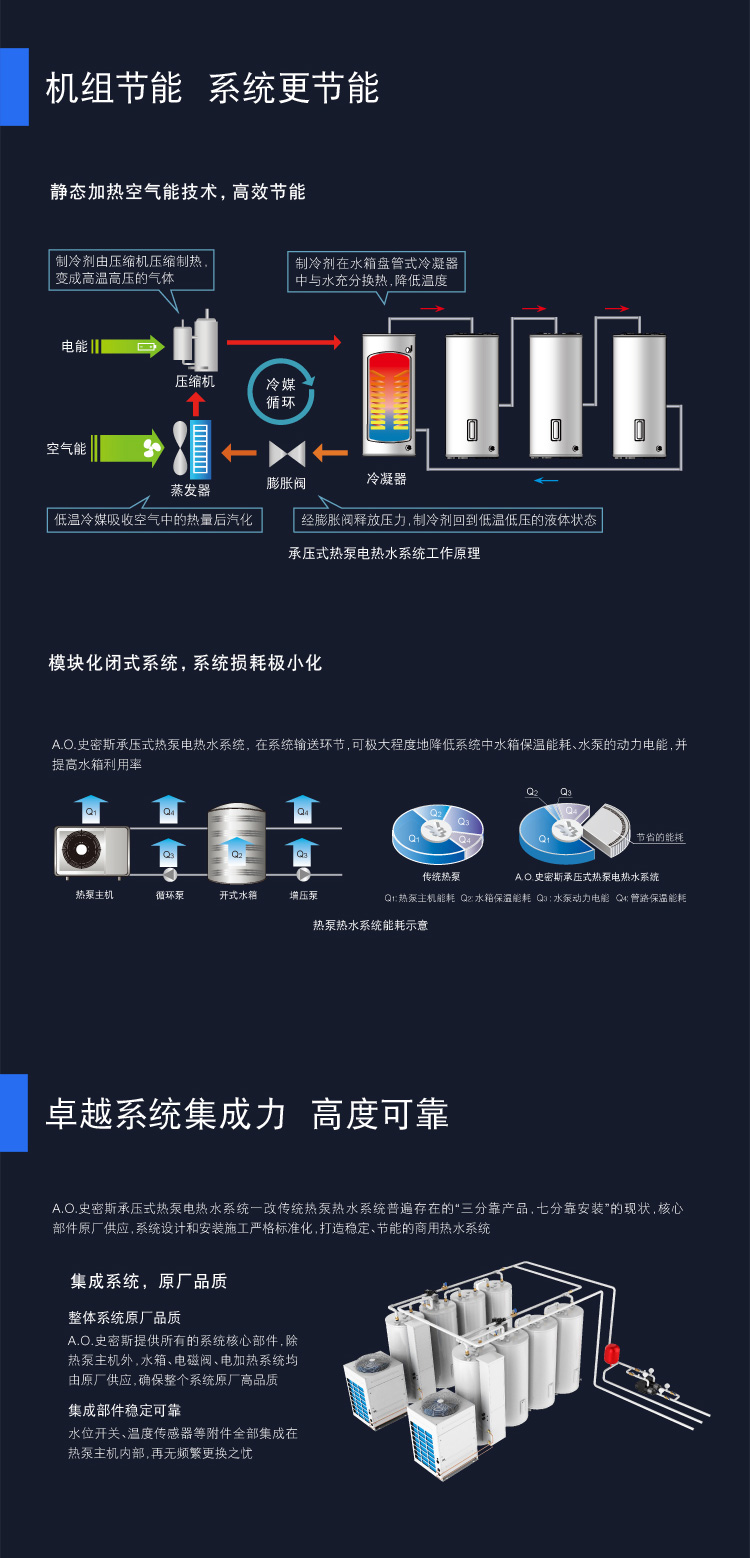 机组节能 系统更节能
静态加热空气能技术，高效节能
制冷剂由压缩机压缩制热，
变成高温高压的气体
制冷剂在水箱盘管式冷凝器
中与水充分换热，降低温度
电能
压缩机
冷媒
循环
空气能
蒸发器
膨胀阀
冷凝器
低温冷媒吸收空气中的热量后汽化
经膨胀阀释放压力，制冷剂回到低温低压的液体状态
承压式热泵电热水系统工作原理
模块化闭式系统，系统损耗极小化
A.O.史密斯承压式热泵电热水系统，在系统输送环节，可极大程度地降低系统中水箱保温能耗、水泵的动力电能，并
提高水箱利用率
Q1 Q4 Q4
Q3 Q2 Q3
热泵主机 循环泵 开式水箱 增压泵
Q1 Q2 Q3 Q4
传统热泵
Q2 Q3
Q1 Q4
节省的能耗
A.O.史密斯承压式热泵电热水系统
Q1:热泵主机能耗 Q2:水箱保温能耗 Q3:水泵动力电能 Q4:管路保温能耗
热泵热水系统能耗示意
卓越系统集成力 高度可靠
A.O.史密斯承压式热泵电热水系统一改传统热泵热水系统普遍存在的“三分靠产品，七分靠安装”的现状，核心
部件原厂供应，系统设计和安装施工严格标准化，打造稳定、节能的商用热水系统
集成系统，原厂品质
整体系统原厂品质
A.O.史密斯提供所有的系统核心部件，除
热泵主机外，水箱、电磁阀、电加热系统均
由原厂供应，确保整个系统原厂高品质
集成部件稳定可靠
水位开关、温度传感器等附件全部集成在
热泵主机内部，再无频繁更换之忧